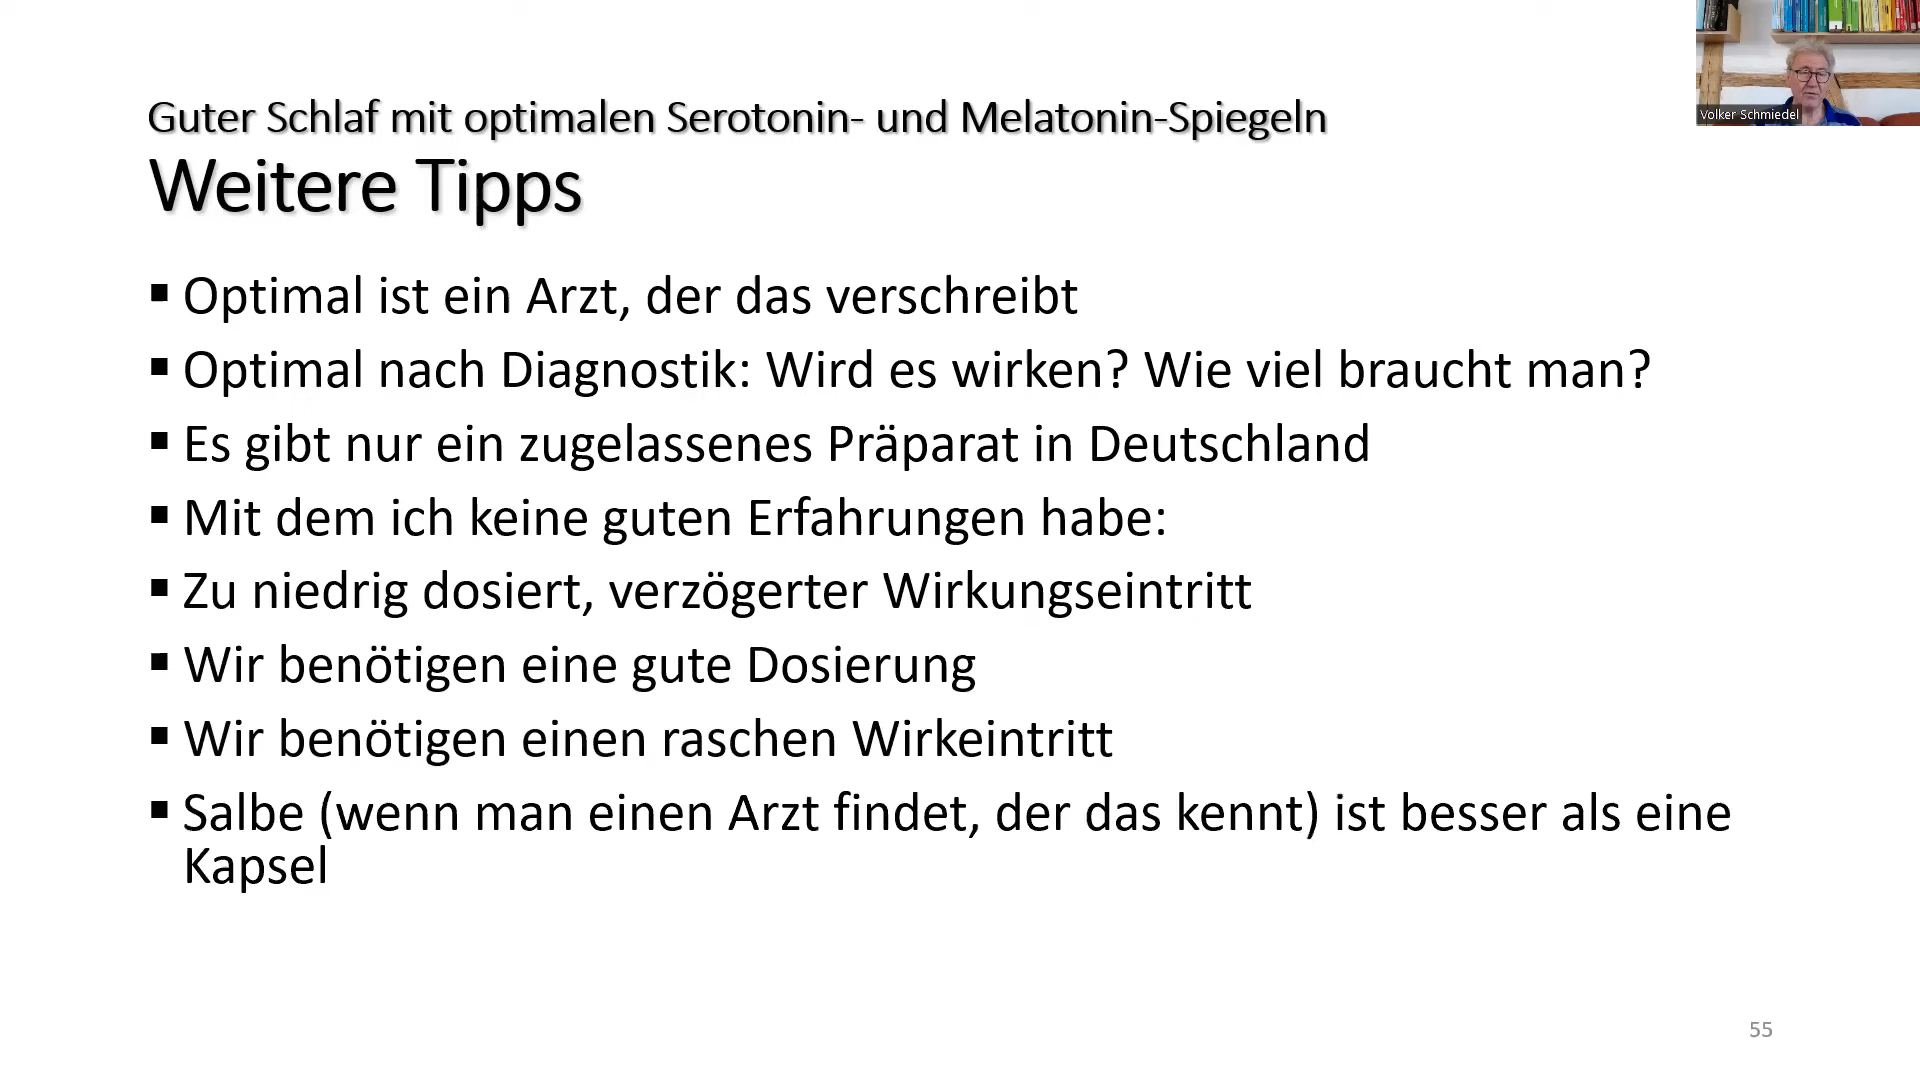 Volker Schmiedel
Guter Schlaf mit optimalen Serotonin- und Melatonin-Spiegeln
Weitere Tipps
▪ Optimal ist ein Arzt, der das verschreibt
▪ Optimal nach Diagnostik: Wird es wirken? Wie viel braucht man?
▪ Es gibt nur ein zugelassenes Präparat in Deutschland
▪ Mit dem ich keine guten Erfahrungen habe:
▪ Zu niedrig dosiert, verzögerter Wirkungseintritt
▪ Wir benötigen eine gute Dosierung
▪ Wir benötigen einen raschen Wirkeintritt
▪ Salbe (wenn man einen Arzt findet, der das kennt) ist besser als eine
Kapsel
55